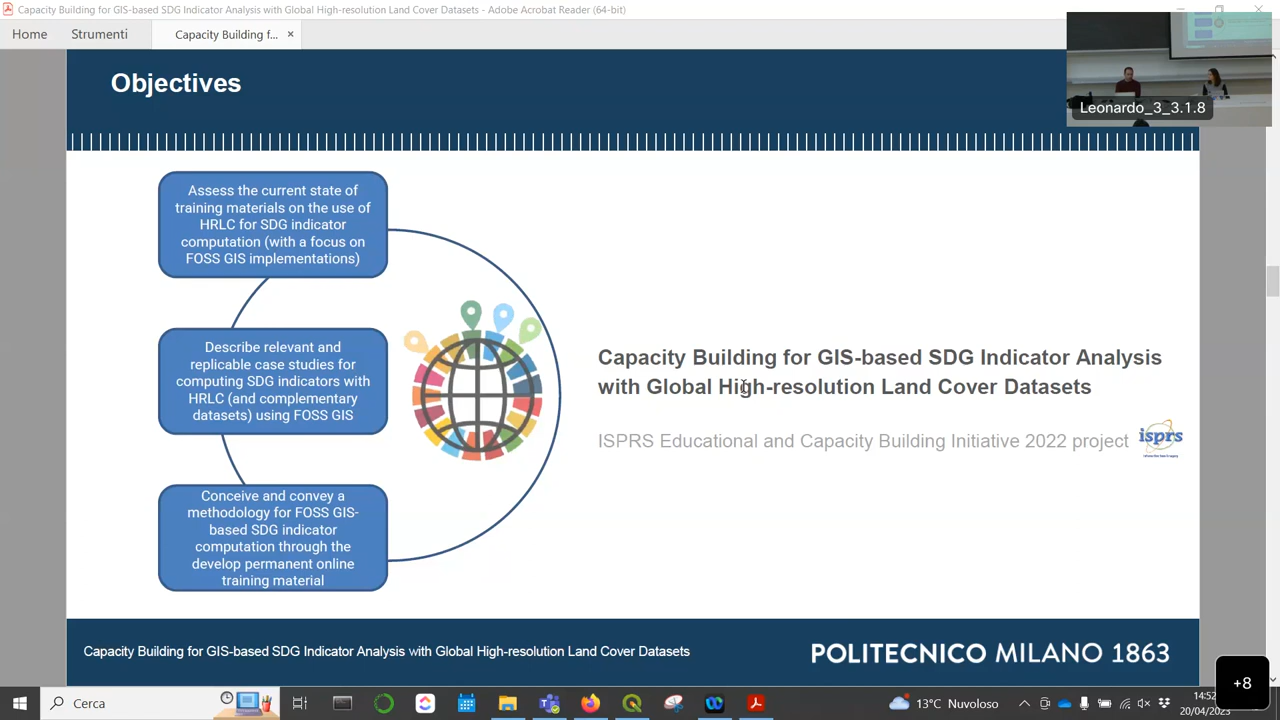 Capacity Building for GIS-based SDG Indicator Analysis with Global High-resolution Land Cover Datasets - Adobe Acrobat Reader (64-bit)
Home
Strumenti
Capacity Building f...
Leonardo_3_3.1.8
Objectives
Assess the current state of
training materials on the use of
HRLC for SDG indicator
computation (with a focus on
FOSS GIS implementations)
Describe relevant and
replicable case studies for
computing SDG indicators with
HRLC (and complementary
datasets) using FOSS GIS
Conceive and convey a
methodology for FOSS GIS-
based SDG indicator
computation through the
develop permanent online
training material
Capacity Building for GIS-based SDG Indicator Analysis
with Global High-resolution Land Cover Datasets
ISPRS Educational and Capacity Building Initiative 2022 project
isprs
Capacity Building for GIS-based SDG Indicator Analysis with Global High-resolution Land Cover Datasets
POLITECNICO MILANO 1863
+8
Cerca
13°C Nuvoloso
14:52
20/04/2023